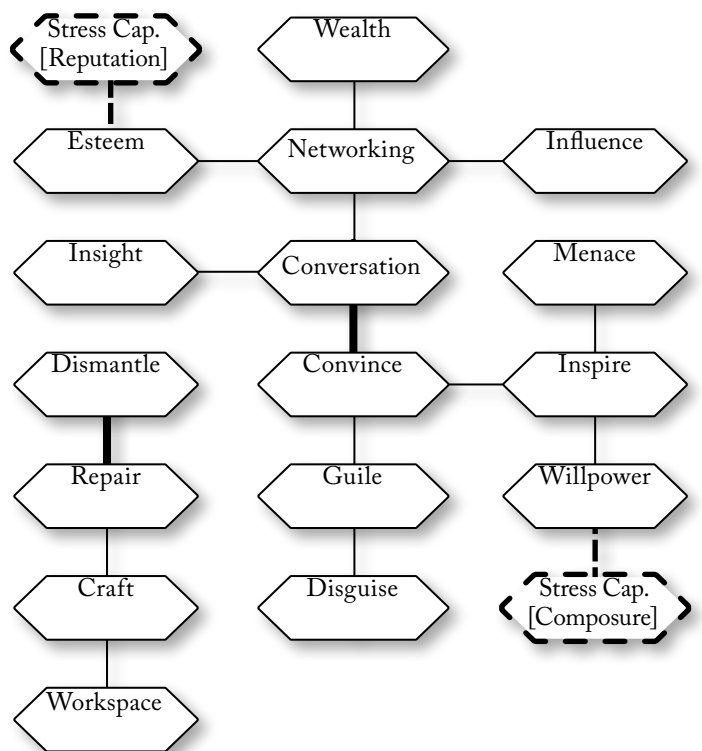 Stress Cap.
[Reputation]
Wealth
Esteem
Networking
Influence
Insight
Conversation
Menace
Dismantle
Convince
Inspire
Repair
Guile
Willpower
Craft
Disguise
Stress Cap.
[Composure]
Workspace